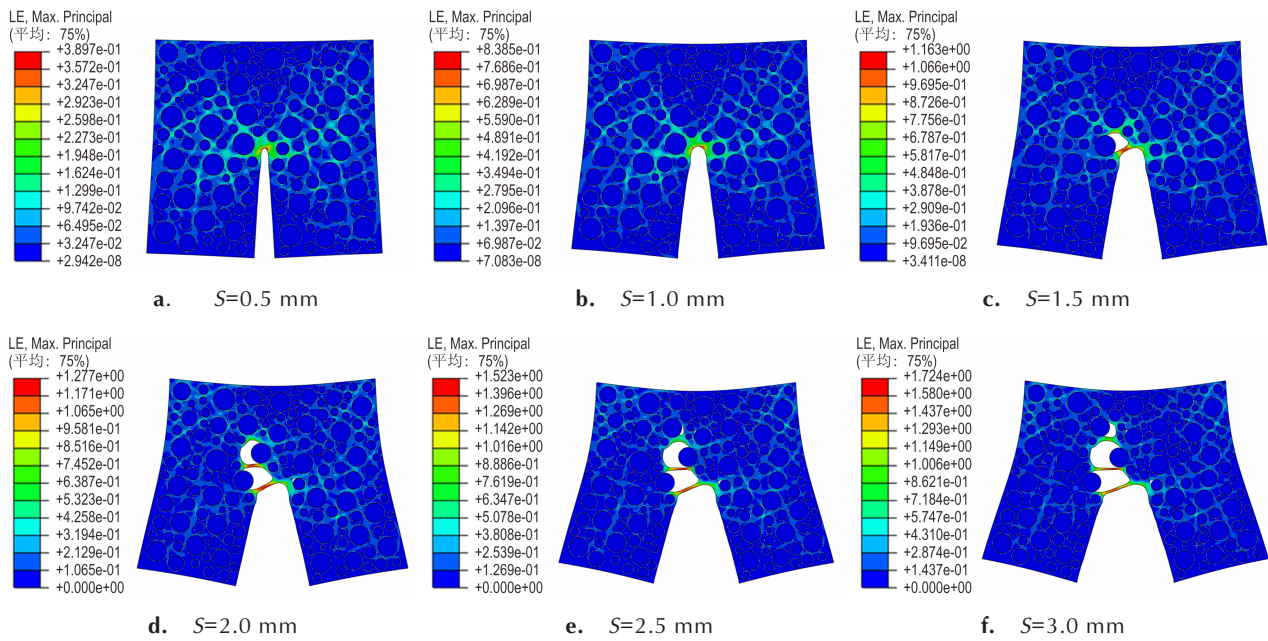 LE, Max. Principal
(平均: 75%)
+3.897e-01
+3.572e-01
+3.247e-01
+2.923e-01
+2.598e-01
+2.273e-01
+1.948e-01
+1.624e-01
+1.299e-01
+9.742e-02
+6.495e-02
+3.247e-02
+2.942e-08
a. S=0.5 mm
LE, Max. Principal
(平均: 75%)
+8.385e-01
+7.686e-01
+6.987e-01
+6.289e-01
+5.590e-01
+4.891e-01
+4.192e-01
+3.494e-01
+2.795e-01
+2.096e-01
+1.397e-01
+6.987e-02
+7.083e-08
b. S=1.0 mm
LE, Max. Principal
(平均: 75%)
+1.163e+00
+1.066e+00
+9.695e-01
+8.726e-01
+7.756e-01
+6.787e-01
+5.817e-01
+4.848e-01
+3.878e-01
+2.909e-01
+1.936e-01
+9.695e-02
+3.411e-08
c. S=1.5 mm
LE, Max. Principal
(平均: 75%)
+1.277e+00
+1.171e+00
+1.065e+00
+9.581e-01
+8.516e-01
+7.452e-01
+6.387e-01
+5.323e-01
+4.258e-01
+3.194e-01
+2.129e-01
+1.065e-01
+0.000e+00
d. S=2.0 mm
LE, Max. Principal
(平均: 75%)
+1.523e+00
+1.396e+00
+1.269e+00
+1.142e+00
+1.016e+00
+8.886e-01
+7.619e-01
+6.347e-01
+5.078e-01
+3.808e-01
+2.539e-01
+1.269e-01
+0.000e+00
e. S=2.5 mm
LE, Max. Principal
(平均: 75%)
+1.724e+00
+1.580e+00
+1.437e+00
+1.293e+00
+1.149e+00
+1.006e+00
+8.621e-01
+7.184e-01
+5.747e-01
+4.310e-01
+2.874e-01
+1.437e-01
+0.000e+00
f. S=3.0 mm